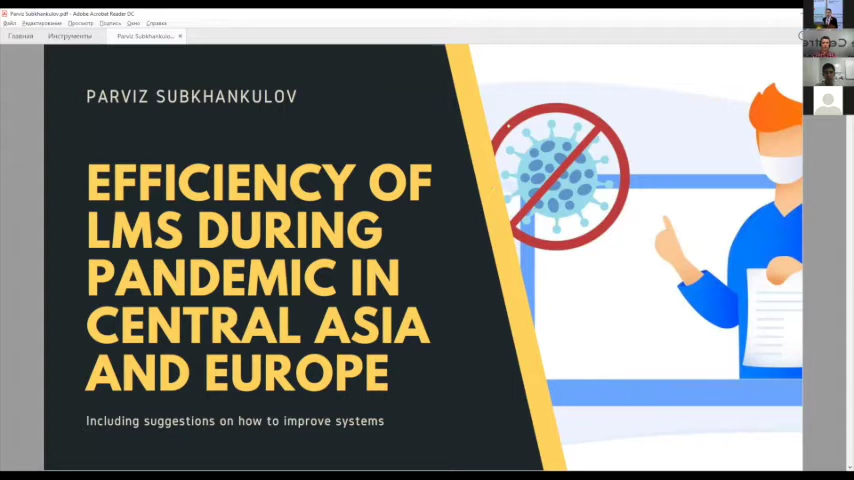 Parviz Subkhankulov.pdf - Adobe Acrobat Reader DC
Файл Редактирование Просмотр Подпись Окно Справка
Главная Инструменты Parviz Subkhankulo... ×
PARVIZ SUBKHANKULOV
EFFICIENCY OF
LMS DURING
PANDEMIC IN
CENTRAL ASIA
AND EUROPE
Including suggestions on how to improve systems